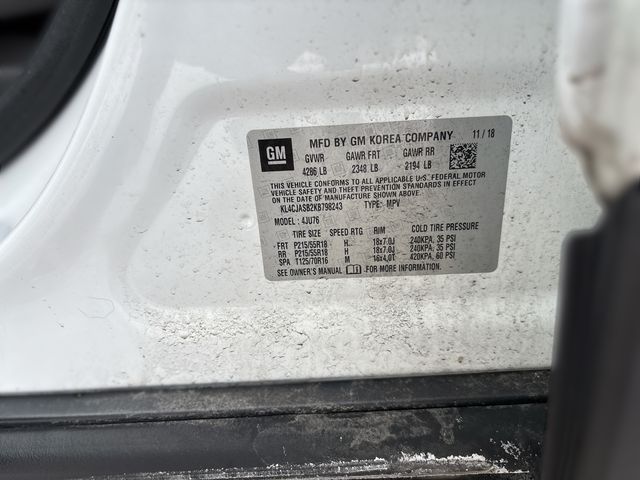 GM
MFD BY GM KOREA COMPANY 11 / 18
GVWR GAWR FRT GAWR RR
4286 LB 2348 LB 2194 LB
THIS VEHICLE CONFORMS TO ALL APPLICABLE U.S. FEDERAL MOTOR
VEHICLE SAFETY AND THEFT PREVENTION STANDARDS IN EFFECT ON THE
DATE OF MANUFACTURE SHOWN ABOVE.
KL4CJASB2KB798243 TYPE: MPV
MODEL: 4JU76
TIRE SIZE SPEED RTG RIM COLD TIRE PRESSURE
FRT P215/55R18 H 18x7.0J 240KPA, 35 PSI
RR P215/55R18 H 18x7.0J 240KPA, 35 PSI
SPA T125/70R16 M 16x4.0T 420KPA, 60 PSI
SEE OWNER'S MANUAL FOR MORE INFORMATION.